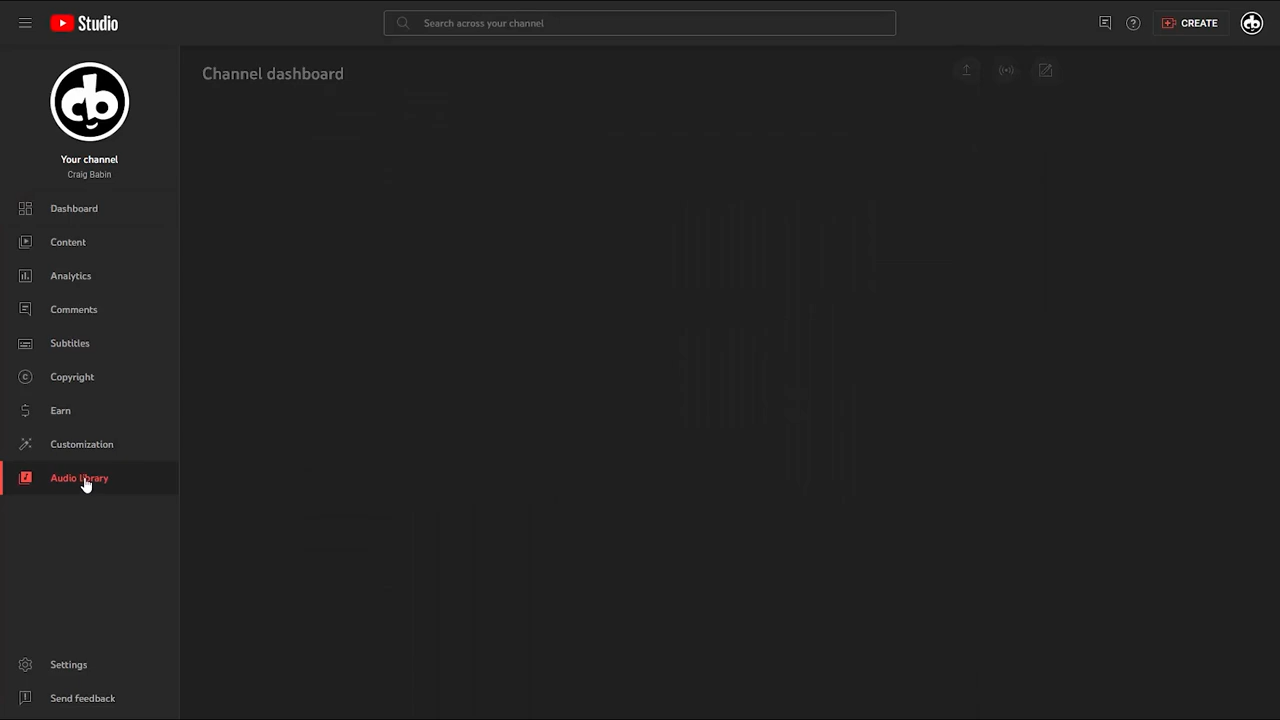 Studio
Search across your channel
CREATE
Channel dashboard
Your channel
Craig Babin
Dashboard
Content
Analytics
Comments
Subtitles
Copyright
Earn
Customization
Audio library
Settings
Send feedback